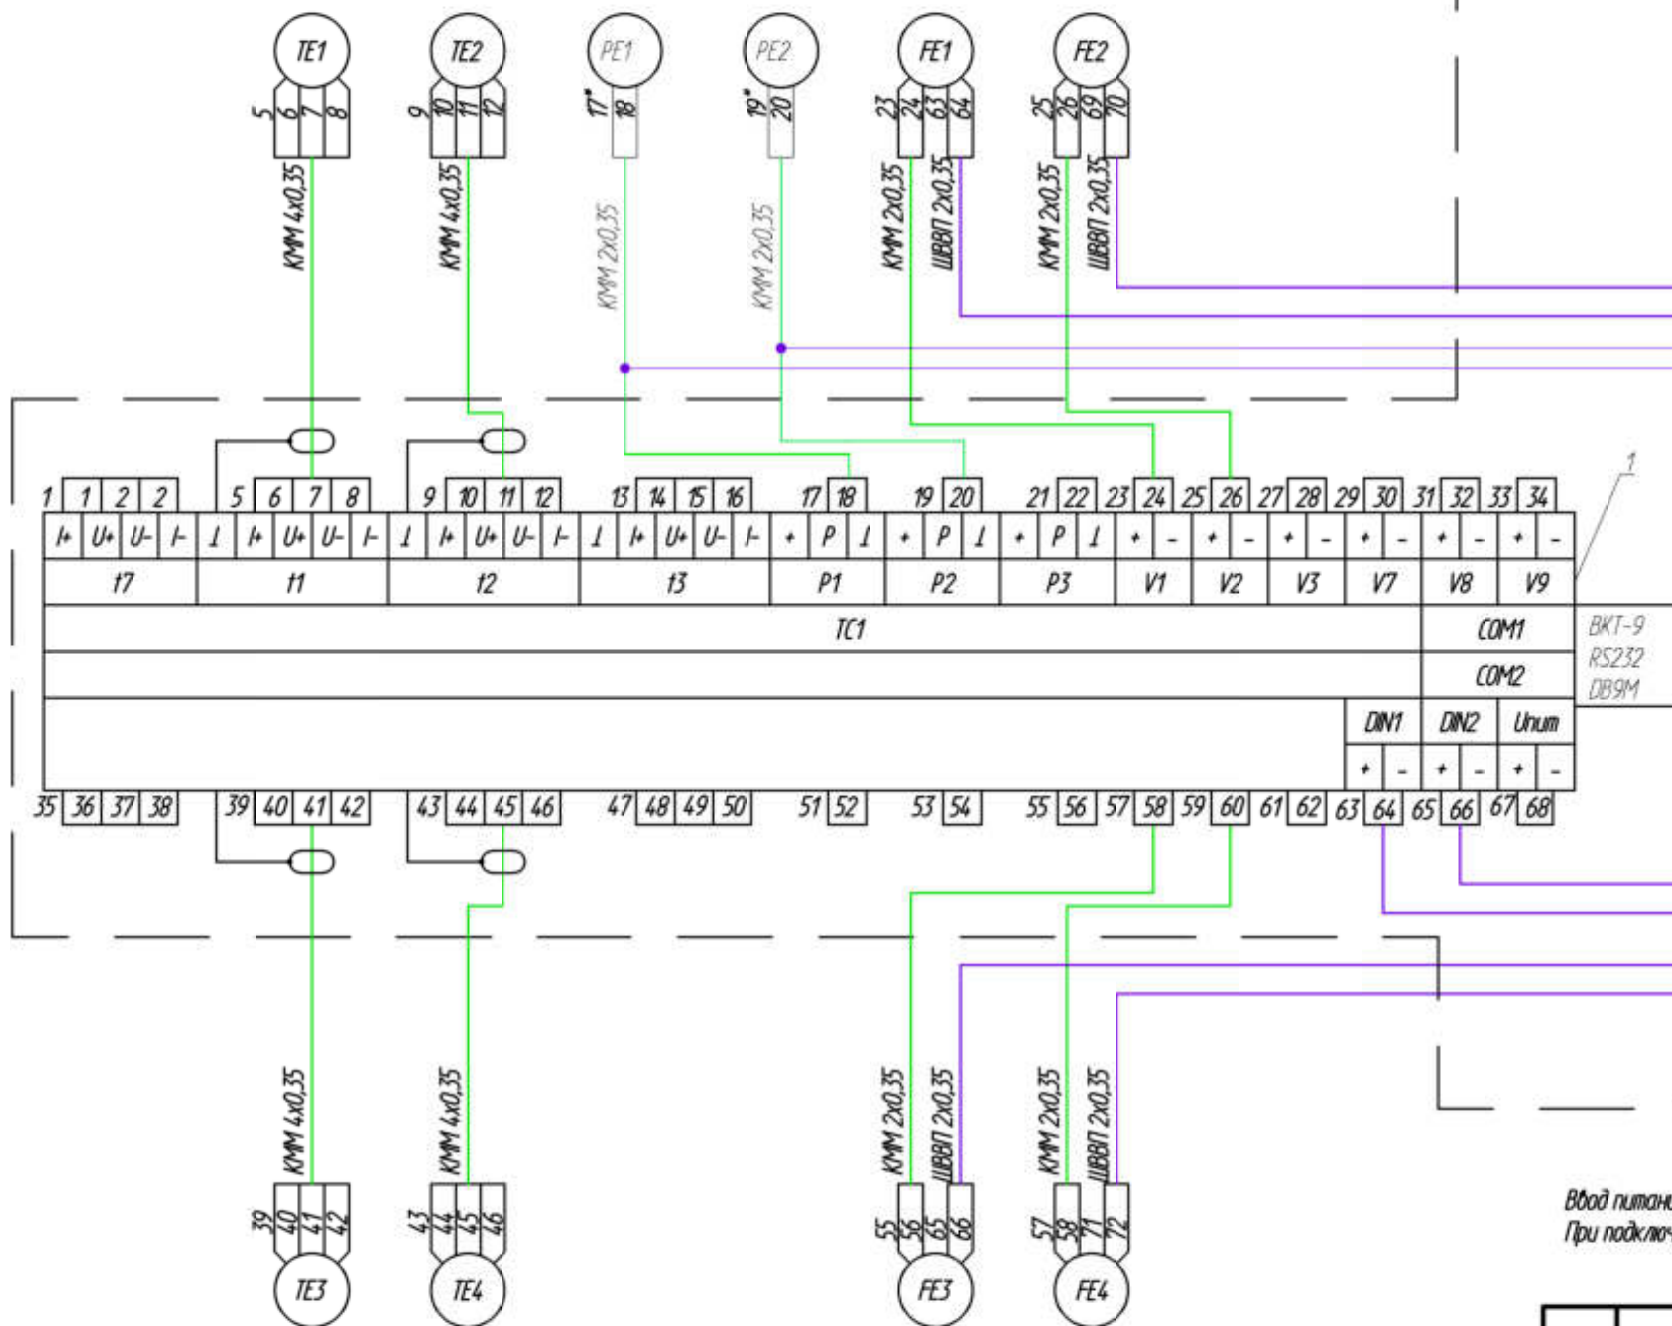 TE1 TE2 PE1 PE2 FE1 FE2
5 6 7 8 9 10 11 12 17* 18 19* 20 23 24 63 64 25 26 69 70
КММ 4х0,35 КММ 4х0,35 КММ 2х0,35 КММ 2х0,35 КММ 2х0,35 ШВВП 2х0,35 КММ 2х0,35 ШВВП 2х0,35
1
1 1 2 2 5 6 7 8 9 10 11 12 13 14 15 16 17 18 19 20 21 22 23 24 25 26 27 28 29 30 31 32 33 34
I+ U+ U- I- ⊥ I+ U+ U- I- ⊥ I+ U+ U- I- ⊥ I+ U+ U- I- + P ⊥ + P ⊥ + P ⊥ + - + - + - + - + - + -
t7 t1 t2 t3 P1 P2 P3 V1 V2 V3 V7 V8 V9
ТС1 COM1 ВКТ-9
COM2 RS232
DB9M
DIN1 DIN2 Uпит
+ - + - + -
35 36 37 38 39 40 41 42 43 44 45 46 47 48 49 50 51 52 53 54 55 56 57 58 59 60 61 62 63 64 65 66 67 68
КММ 4х0,35 КММ 4х0,35 КММ 2х0,35 ШВВП 2х0,35 КММ 2х0,35 ШВВП 2х0,35
39 40 41 42 43 44 45 46 55 56 65 66 57 58 71 72
TE3 TE4 FE3 FE4
Ввод питани
При подключ